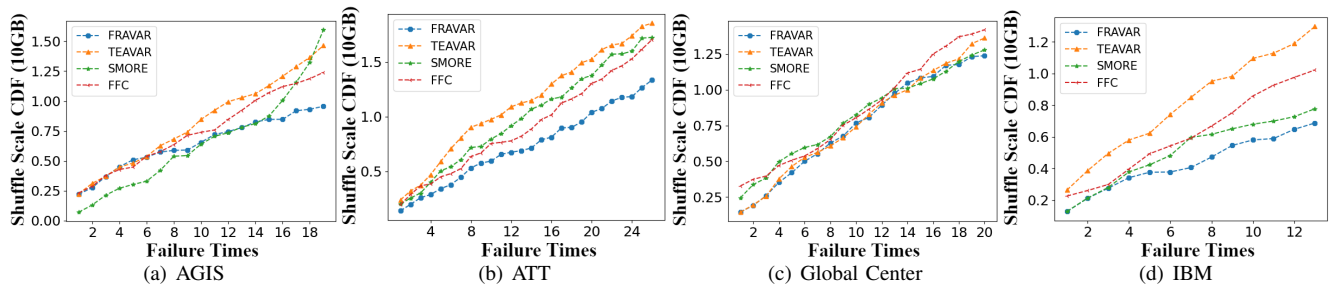 Shuffle Scale CDF (10GB)
1.50
1.25
1.00
0.75
0.50
0.25
0.00
FRAVAR
TEAVAR
SMORE
FFC
2 4 6 8 10 12 14 16 18
Failure Times
(a) AGIS
Shuffle Scale CDF (10GB)
1.5
1.0
0.5
FRAVAR
TEAVAR
SMORE
FFC
4 8 12 16 20 24
Failure Times
(b) ATT
Shuffle Scale CDF (10GB)
1.25
1.00
0.75
0.50
0.25
FRAVAR
TEAVAR
SMORE
FFC
2 4 6 8 10 12 14 16 18 20
Failure Times
(c) Global Center
Shuffle Scale CDF (10GB)
1.2
1.0
0.8
0.6
0.4
0.2
FRAVAR
TEAVAR
SMORE
FFC
2 4 6 8 10 12
Failure Times
(d) IBM